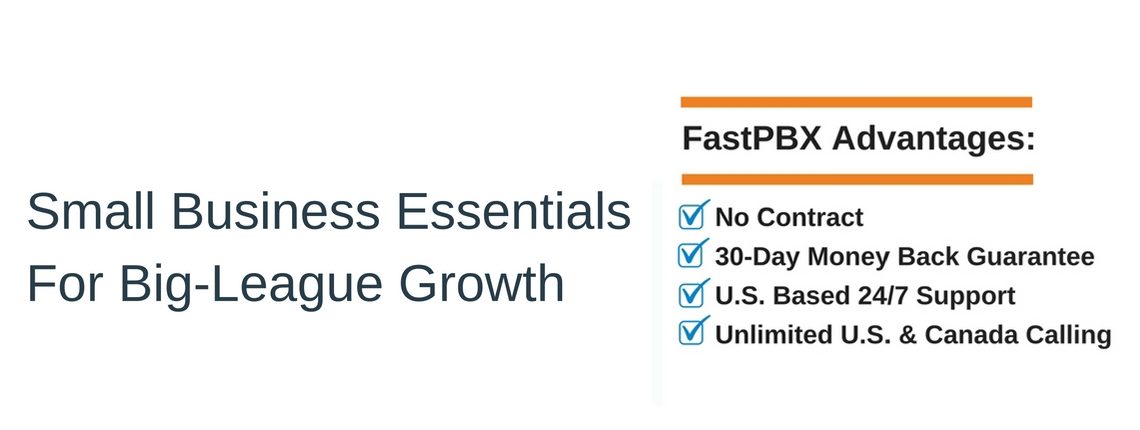 Small Business Essentials
For Big-League Growth
FastPBX Advantages:
No Contract
30-Day Money Back Guarantee
U.S. Based 24/7 Support
Unlimited U.S. & Canada Calling